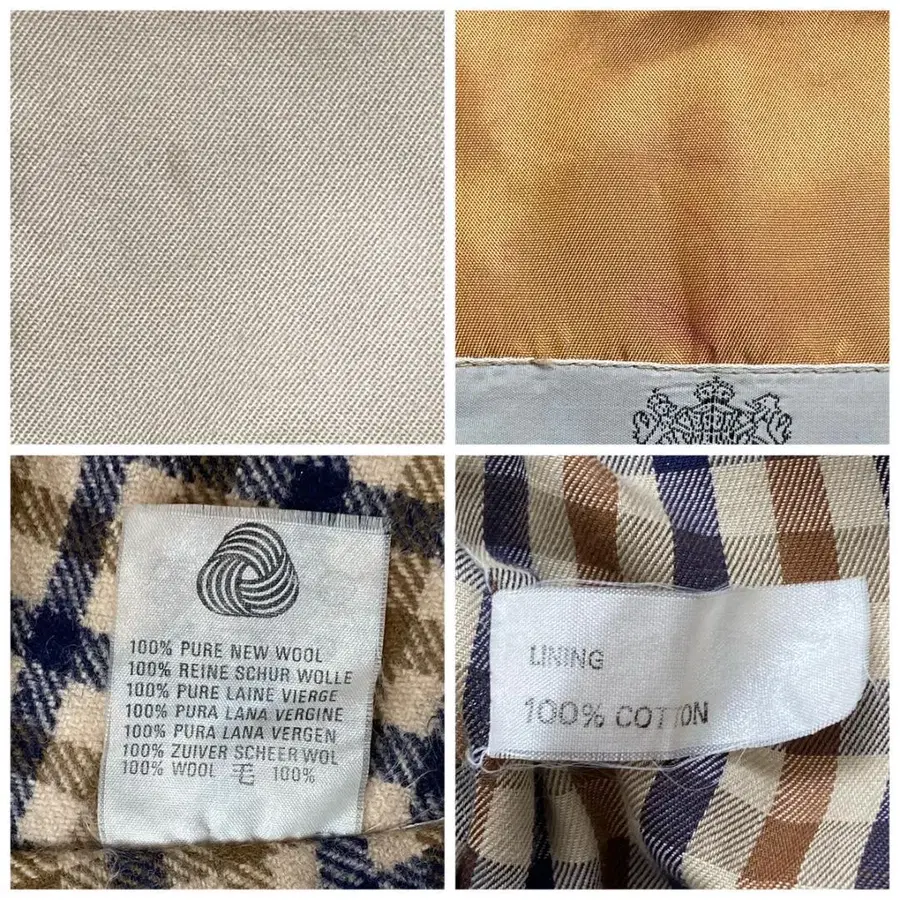 100% PURE NEW WOOL
100% REINE SCHUR WOLLE
100% PURE LAINE VIERGE
100% PURA LANA VERGINE
100% PURA LANA VERGEN
100% ZUIVER SCHEER WOL
100% WOOL 毛 100%
LINING
100% COTTON